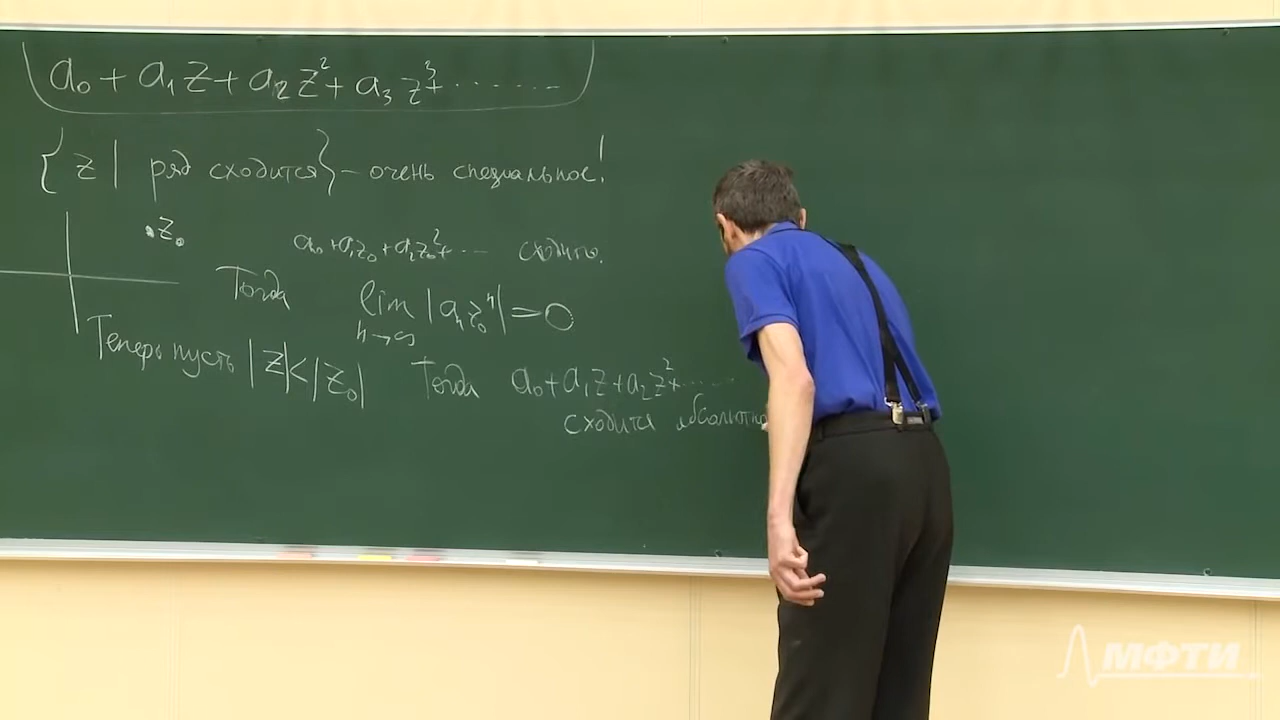 a₀ + a₁z + a₂z² + a₃z³ + .......
{z | ряд сходится} – очень специальное!
z₀
a₀ + a₁z₀ + a₂z₀² + ... сходится.
Тогда lim n→∞ |aₙz₀ⁿ| = 0
Теперь пусть |z| < |z₀| Тогда a₀ + a₁z + a₂z² + ......
сходится абсолютно
МФТИ